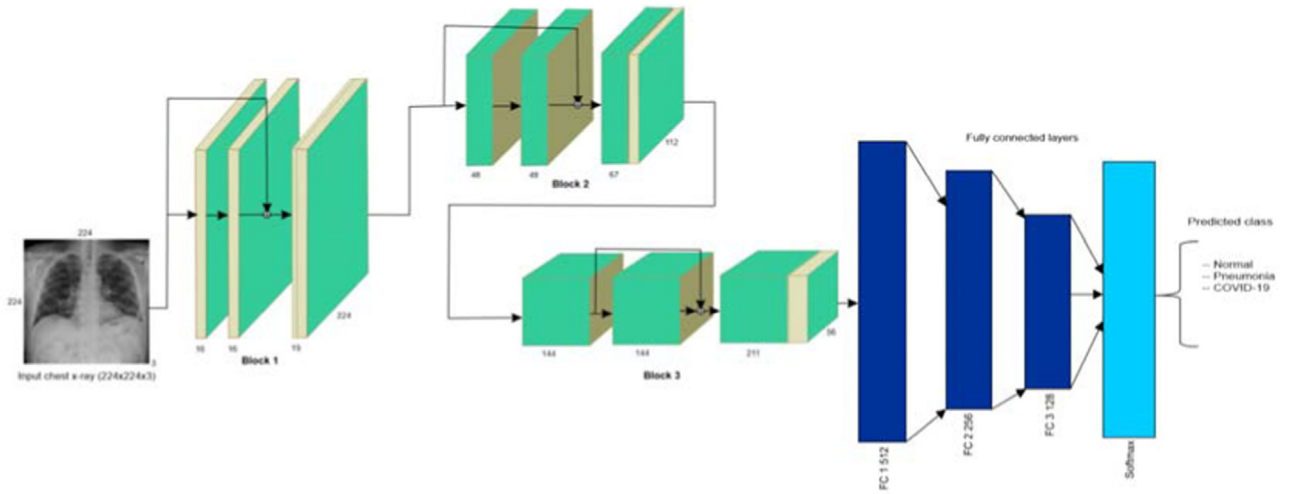 224
224
3
Input chest x-ray (224x224x3)
16
16
19
224
Block 1
48
48
67
112
Block 2
144
144
211
56
Block 3
Fully connected layers
FC 1 512
FC 2 256
FC 3 128
Softmax
Predicted class
-- Normal
-- Pneumonia
-- COVID-19